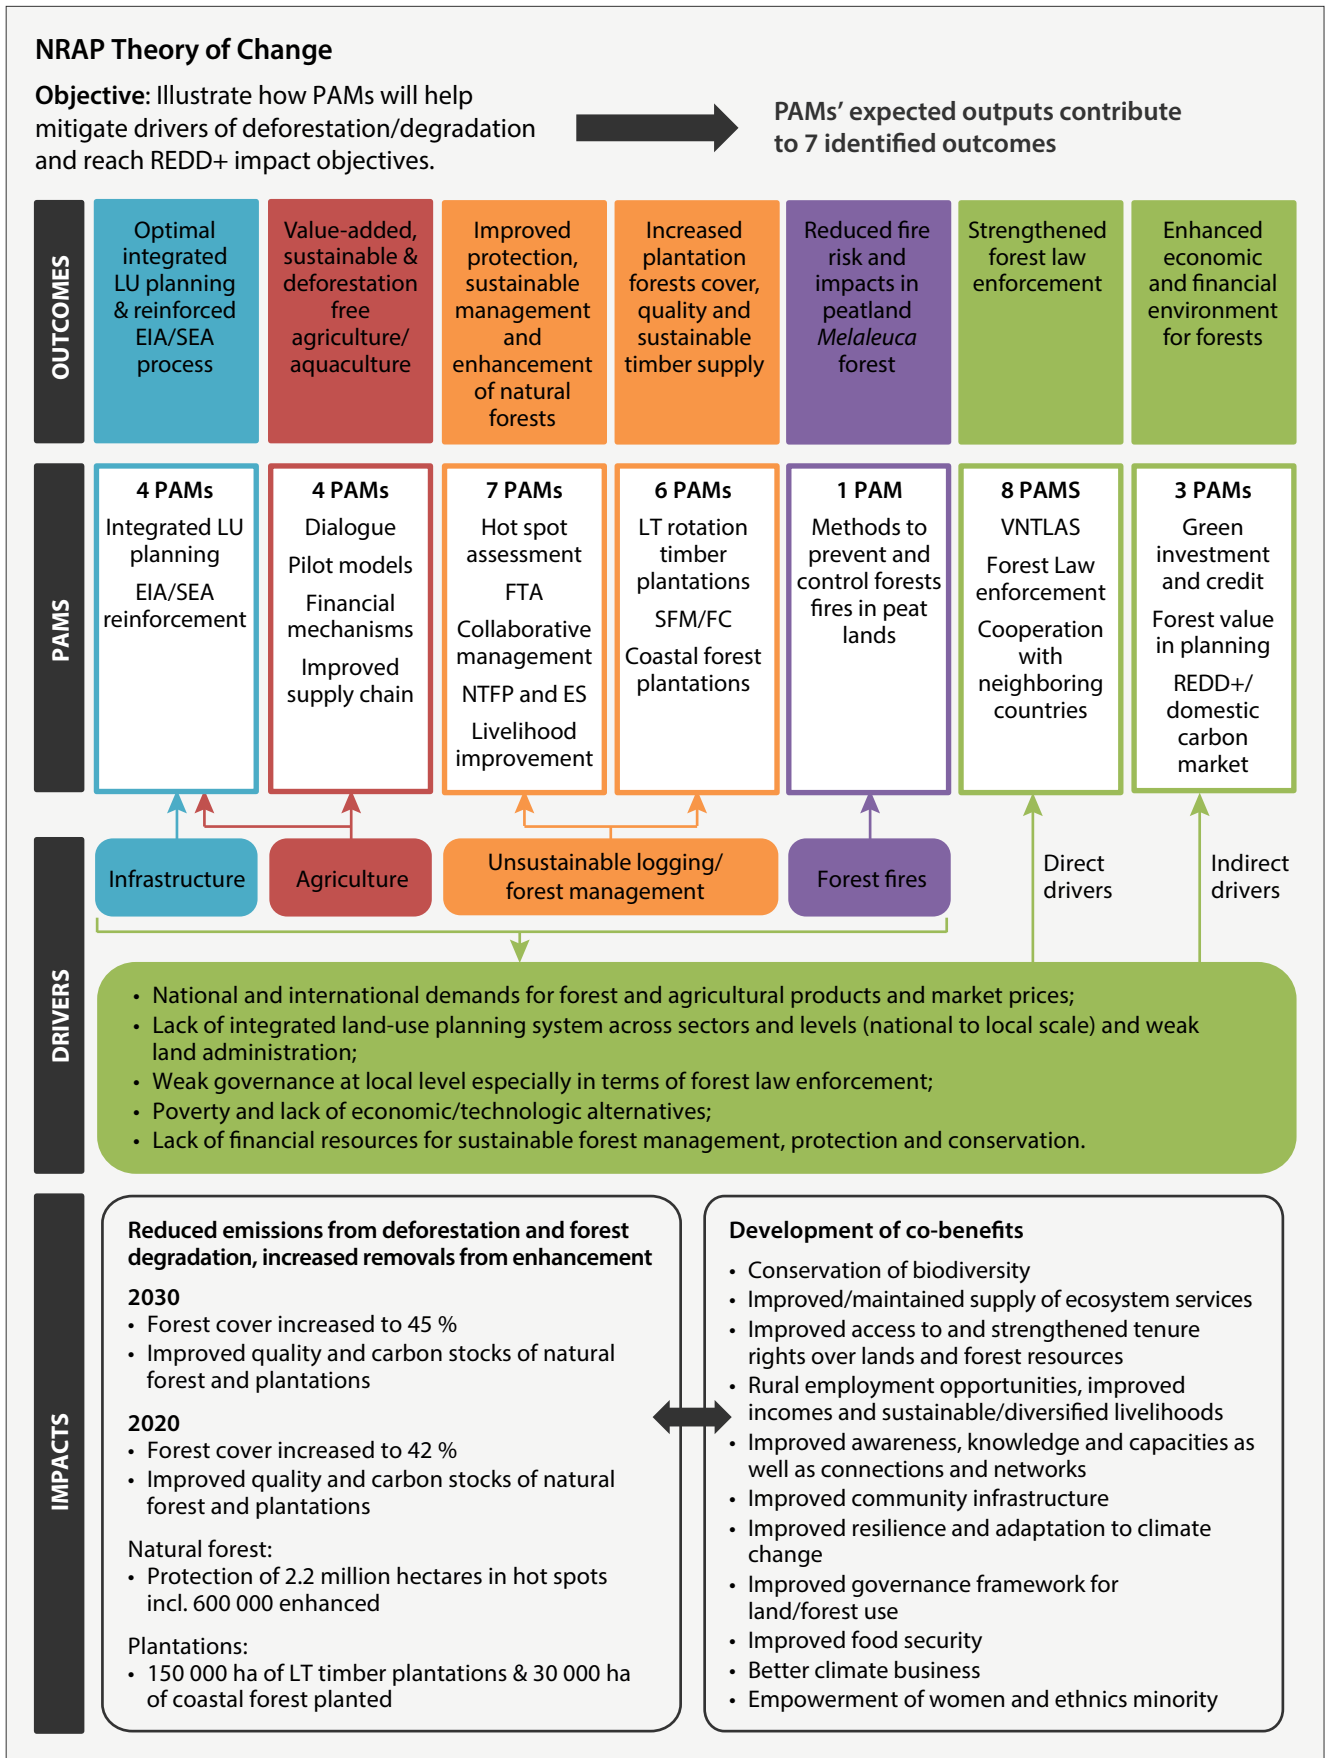 NRAP Theory of Change
Objective: Illustrate how PAMs will help
mitigate drivers of deforestation/degradation
and reach REDD+ impact objectives.
PAMs’ expected outputs contribute
to 7 identified outcomes
OUTCOMES
Optimal
integrated
LU planning
& reinforced
EIA/SEA
process
Value-added,
sustainable &
deforestation
free
agriculture/
aquaculture
Improved
protection,
sustainable
management
and
enhancement
of natural
forests
Increased
plantation
forests cover,
quality and
sustainable
timber supply
Reduced fire
risk and
impacts in
peatland
Melaleuca
forest
Strengthened
forest law
enforcement
Enhanced
economic
and financial
environment
for forests
PAMS
4 PAMs
Integrated LU
planning
EIA/SEA
reinforcement
4 PAMs
Dialogue
Pilot models
Financial
mechanisms
Improved
supply chain
7 PAMs
Hot spot
assessment
FTA
Collaborative
management
NTFP and ES
Livelihood
improvement
6 PAMs
LT rotation
timber
plantations
SFM/FC
Coastal forest
plantations
1 PAM
Methods to
prevent and
control forests
fires in peat
lands
8 PAMS
VNTLAS
Forest Law
enforcement
Cooperation
with
neighboring
countries
3 PAMs
Green
investment
and credit
Forest value
in planning
REDD+/
domestic
carbon
market
DRIVERS
Infrastructure
Agriculture
Unsustainable logging/
forest management
Forest fires
Direct
drivers
Indirect
drivers
• National and international demands for forest and agricultural products and market prices;
• Lack of integrated land-use planning system across sectors and levels (national to local scale) and weak
land administration;
• Weak governance at local level especially in terms of forest law enforcement;
• Poverty and lack of economic/technologic alternatives;
• Lack of financial resources for sustainable forest management, protection and conservation.
IMPACTS
Reduced emissions from deforestation and forest
degradation, increased removals from enhancement
2030
• Forest cover increased to 45 %
• Improved quality and carbon stocks of natural
forest and plantations
2020
• Forest cover increased to 42 %
• Improved quality and carbon stocks of natural
forest and plantations
Natural forest:
• Protection of 2.2 million hectares in hot spots
incl. 600 000 enhanced
Plantations:
• 150 000 ha of LT timber plantations & 30 000 ha
of coastal forest planted
Development of co-benefits
• Conservation of biodiversity
• Improved/maintained supply of ecosystem services
• Improved access to and strengthened tenure
rights over lands and forest resources
• Rural employment opportunities, improved
incomes and sustainable/diversified livelihoods
• Improved awareness, knowledge and capacities as
well as connections and networks
• Improved community infrastructure
• Improved resilience and adaptation to climate
change
• Improved governance framework for
land/forest use
• Improved food security
• Better climate business
• Empowerment of women and ethnics minority